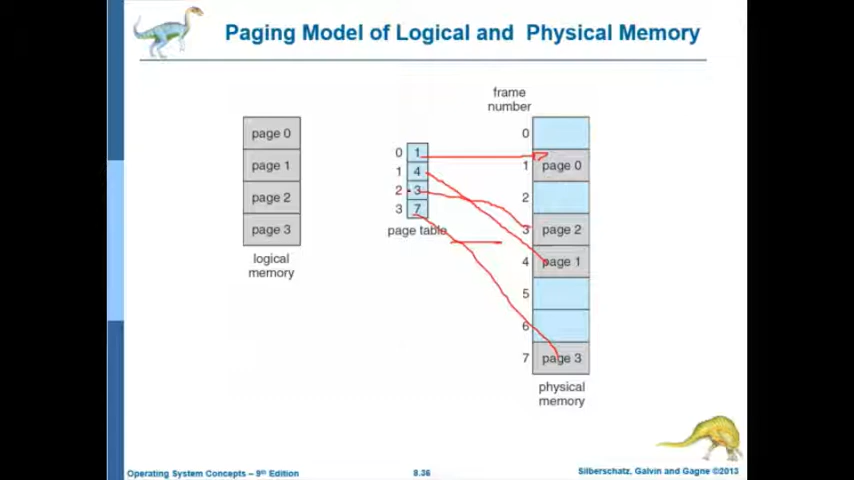 Paging Model of Logical and Physical Memory
frame
number
page 0
page 1
page 2
page 3
logical
memory
0 1
1 4
2 3
3 7
page table
0
1 page 0
2
3 page 2
4 page 1
5
6
7 page 3
physical
memory
Operating System Concepts – 9th Edition
9.36
Silberschatz, Galvin and Gagne ©2013